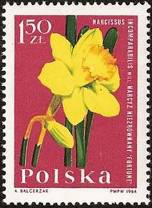 1,50
ZŁ.
NARCISSUS
INCOMPARABILIS MILL. NARCYZ NIEZRÓWNANY "FORTUNE"
POLSKA
A. BALCERZAK
PWPW 1964